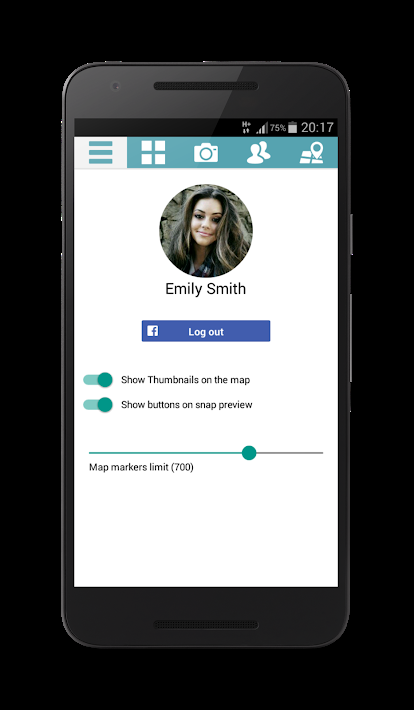 H+ 75% 20:17
Emily Smith
f Log out
Show Thumbnails on the map
Show buttons on snap preview
Map markers limit (700)